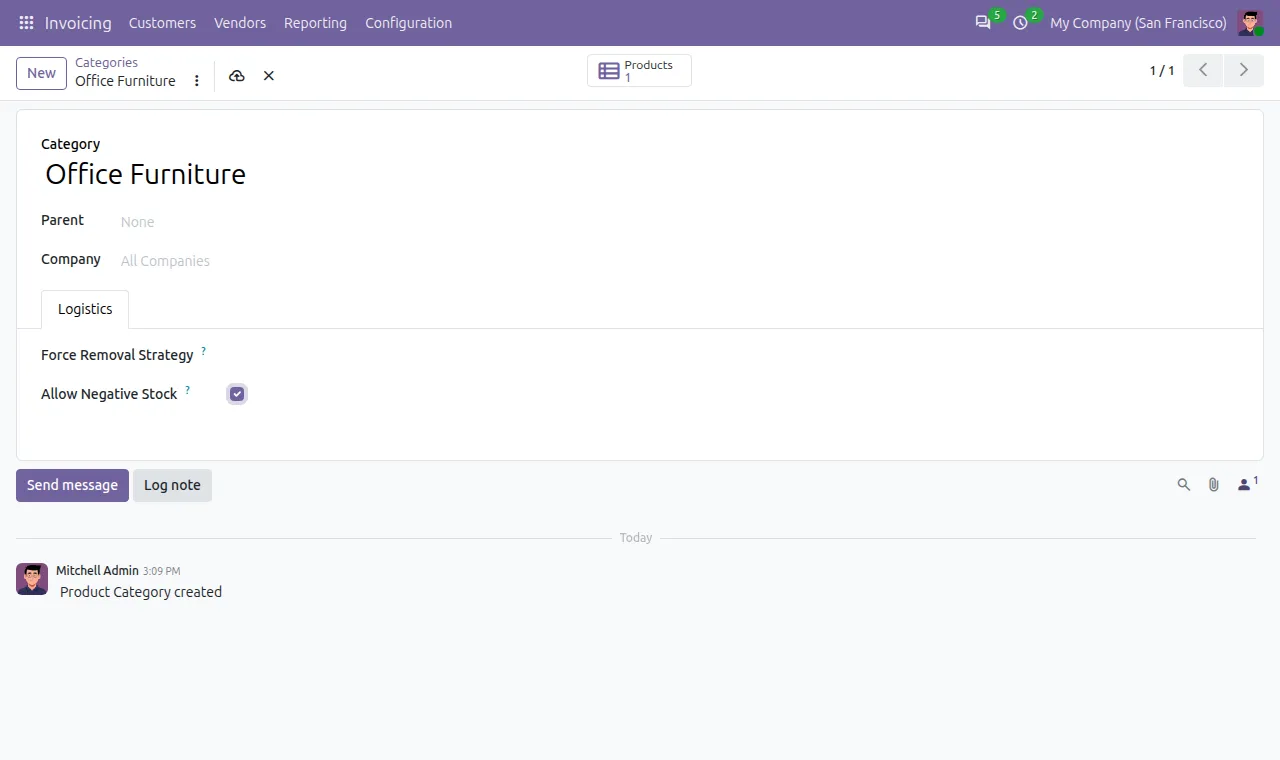 Invoicing Customers Vendors Reporting Configuration 5 2 My Company (San Francisco)
New Categories
Office Furniture
Products
1
1 / 1
Category
Office Furniture
Parent None
Company All Companies
Logistics
Force Removal Strategy ?
Allow Negative Stock ?
Send message Log note 1
Today
Mitchell Admin 3:09 PM
Product Category created